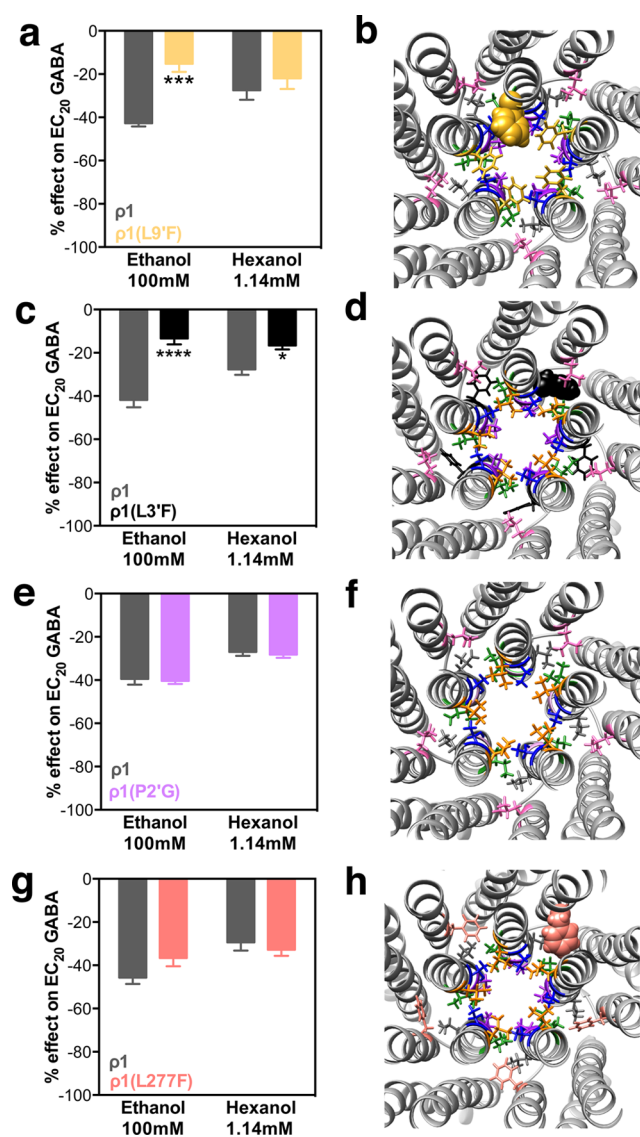 a
b
% effect on EC20 GABA
0
-20
-40
-60
-80
-100
***
ρ1
ρ1(L9'F)
Ethanol
100mM
Hexanol
1.14mM
c
d
% effect on EC20 GABA
0
-20
-40
-60
-80
-100
****
*
ρ1
ρ1(L3'F)
Ethanol
100mM
Hexanol
1.14mM
e
f
% effect on EC20 GABA
0
-20
-40
-60
-80
-100
ρ1
ρ1(P2'G)
Ethanol
100mM
Hexanol
1.14mM
g
h
% effect on EC20 GABA
0
-20
-40
-60
-80
-100
ρ1
ρ1(L277F)
Ethanol
100mM
Hexanol
1.14mM